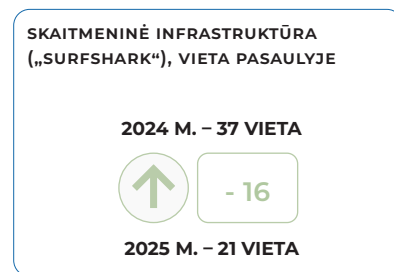 SKAITMENINĖ INFRASTRUKTŪRA
(„SURFSHARK“), VIETA PASAULYJE
2024 M. – 37 VIETA
- 16
2025 M. – 21 VIETA